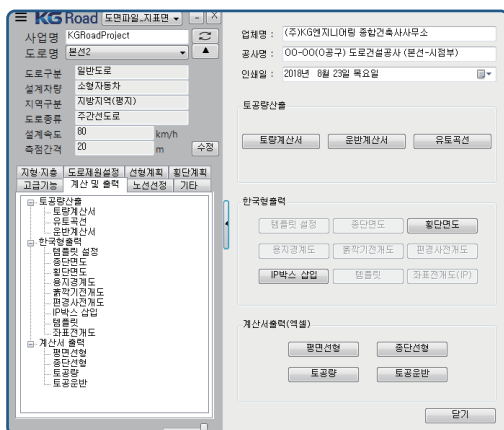 KG Road 도면파일_지표면
사업명 KGRoadProject
도로명 본선2
도로구분 일반도로
설계차량 소형자동차
지역구분 지방지역(평지)
도로종류 주간선도로
설계속도 80 km/h
측점간격 20 m 수정
지형·지층 도로제원설정 선형계획 횡단계획
고급기능 계산 및 출력 노선선정 기타
토공량산출
토량계산서
유토곡선
운반계산서
한국형출력
템플릿 설정
종단면도
횡단면도
용지경계도
흙깎기전개도
편경사전개도
IP박스 삽입
템플릿
좌표전개도
계산서 출력
평면선형
종단선형
토공량
토공운반
업체명 : (주)KG엔지니어링 종합건축사사무소
공사명 : 00-00(0공구) 도로건설공사 (본선-시점부)
인쇄일 : 2018년 8월 23일 목요일
토공량산출
토량계산서 운반계산서 유토곡선
한국형출력
템플릿 설정 종단면도 횡단면도
용지경계도 흙깎기전개도 편경사전개도
IP박스 삽입 템플릿 좌표전개도(IP)
계산서출력(엑셀)
평면선형 종단선형
토공량 토공운반
닫기